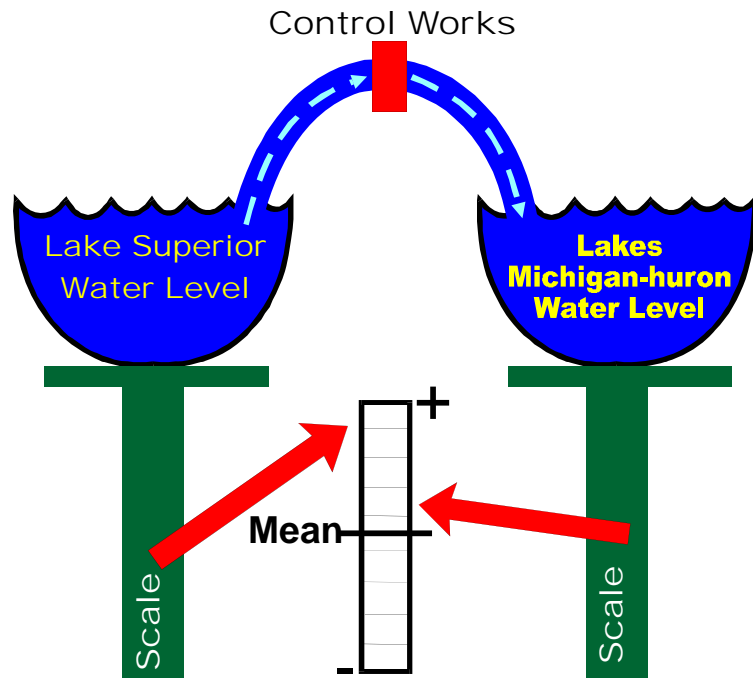 Control Works
Lake Superior
Water Level
Lakes
Michigan-huron
Water Level
+
Mean
-
Scale
Scale